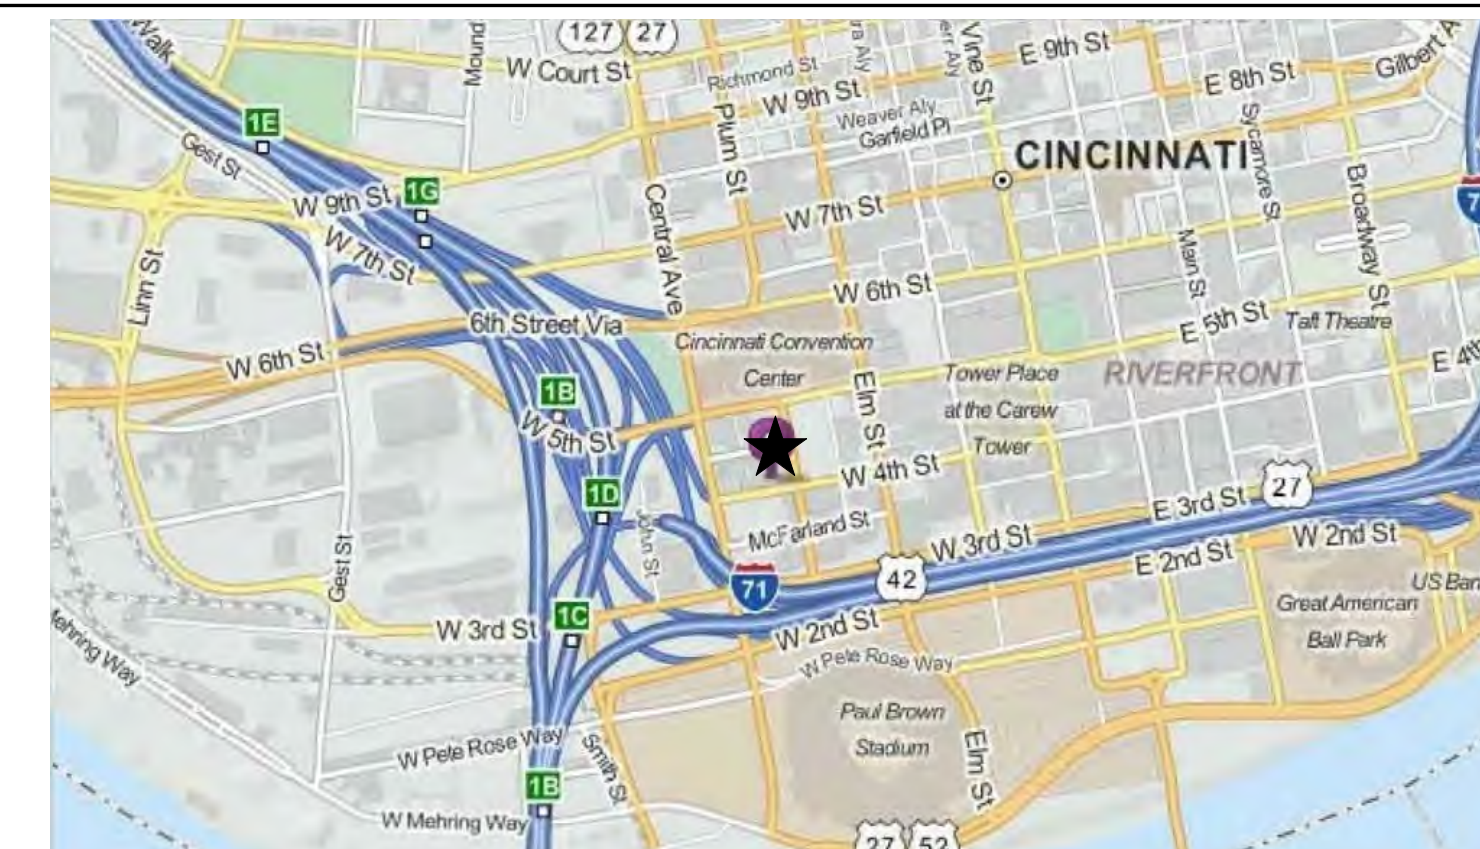 Walk
Mound
127
27
W Court St
Richmond St
W 9th St
Weaver Aly
Garfield Pl
Vine St
E 9th St
E 8th St
1E
Gest St
W 9th St
1G
W 7th St
Plum St
Central Ave
CINCINNATI
Sycamore St
Broadway St
W 7th St
Linn St
Main St
W 6th St
6th Street Via
W 6th St
Cincinnati Convention
Center
E 5th St
Taft Theatre
RIVERFRONT
Tower Place
at the Carew
Tower
Elm St
1B
W 5th St
W 4th St
1D
John St
McFarland St
W 3rd St
E 3rd St
27
W 2nd St
E 2nd St
Gest St
71
42
1C
W 3rd St
W 2nd St
W Pete Rose Way
Great American
Ball Park
Paul Brown
Stadium
W Pete Rose Way
Smith St
Elm St
1B
W Mehring Way
27
52